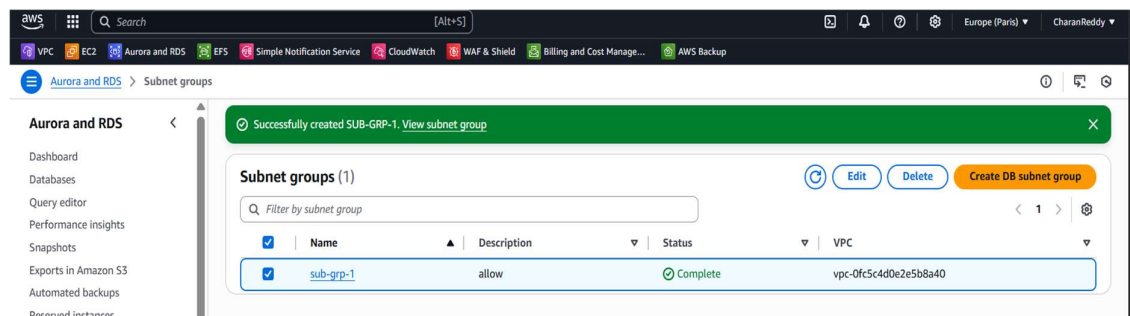 aws Search [Alt+S] Europe (Paris) ▼ CharanReddy ▼
VPC EC2 Aurora and RDS EFS Simple Notification Service CloudWatch WAF & Shield Billing and Cost Manage... AWS Backup
Aurora and RDS > Subnet groups
Aurora and RDS
Dashboard
Databases
Query editor
Performance insights
Snapshots
Exports in Amazon S3
Automated backups
Reserved instances
Successfully created SUB-GRP-1. View subnet group
Subnet groups (1) Edit Delete Create DB subnet group
Filter by subnet group 1
Name Description Status VPC
sub-grp-1 allow Complete vpc-0fc5c4d0e2e5b8a40